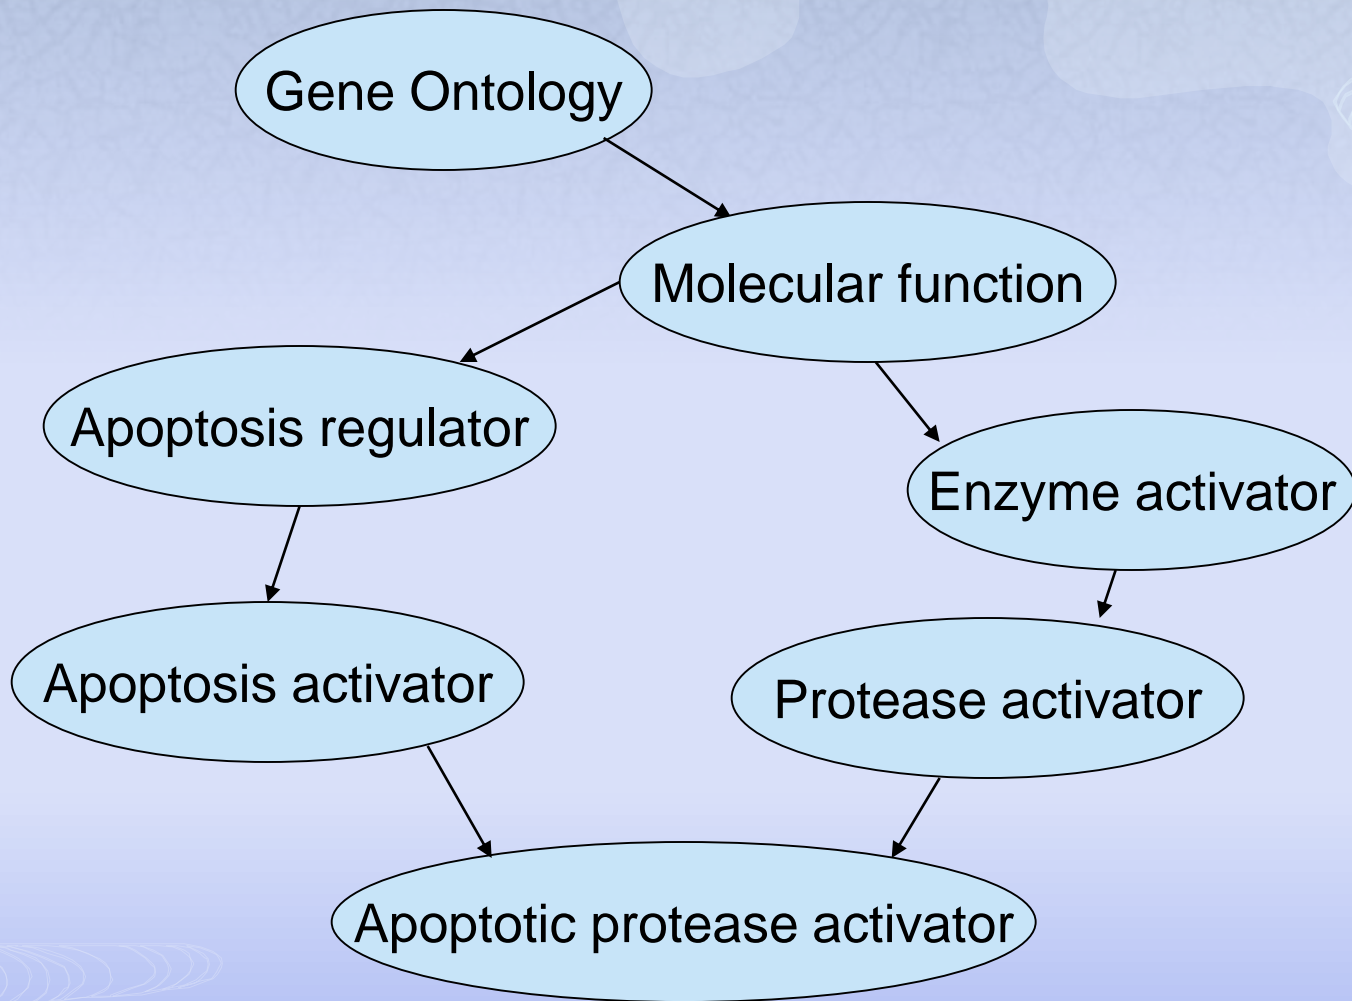 Gene Ontology
Molecular function
Apoptosis regulator
Enzyme activator
Apoptosis activator
Protease activator
Apoptotic protease activator